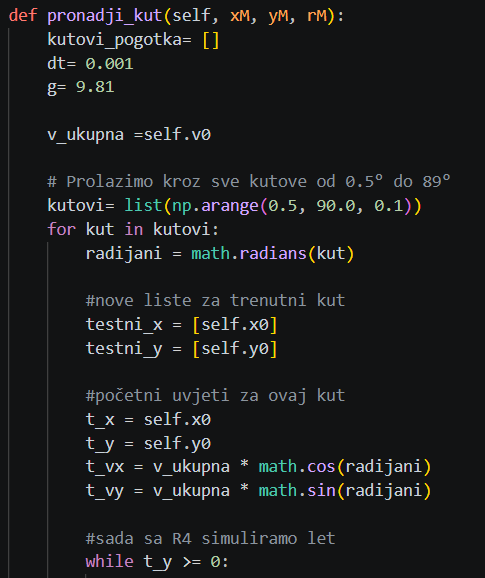 def pronadji_kut(self, xM, yM, rM):
    kutovi_pogotka= []
    dt= 0.001
    g= 9.81

    v_ukupna =self.v0

    # Prolazimo kroz sve kutove od 0.5° do 89°
    kutovi= list(np.arange(0.5, 90.0, 0.1))
    for kut in kutovi:
        radijani = math.radians(kut)

        #nove liste za trenutni kut
        testni_x = [self.x0]
        testni_y = [self.y0]

        #početni uvjeti za ovaj kut
        t_x = self.x0
        t_y = self.y0
        t_vx = v_ukupna * math.cos(radijani)
        t_vy = v_ukupna * math.sin(radijani)

        #sada sa R4 simuliramo let
        while t_y >= 0: